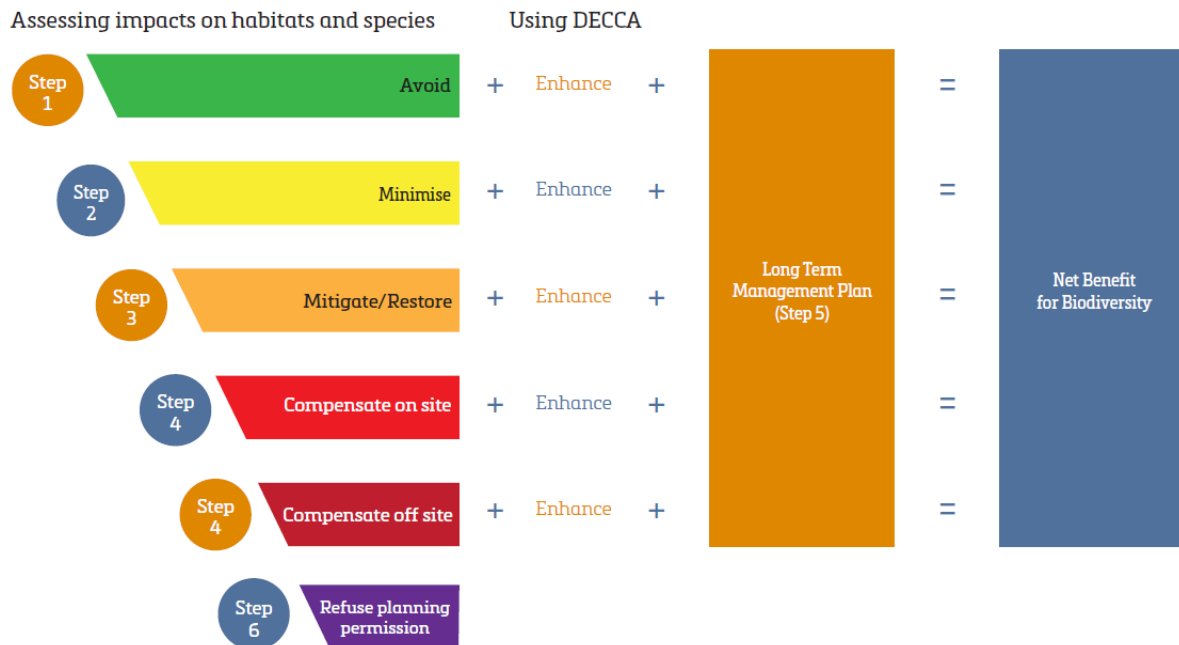 Assessing impacts on habitats and species
Using DECCA
Step
1
Avoid
+ Enhance + =
Step
2
Minimise
+ Enhance + =
Step
3
Mitigate/Restore
+ Enhance +
Long Term
Management Plan
(Step 5)
=
Net Benefit
for Biodiversity
Step
4
Compensate on site
+ Enhance + =
Step
4
Compensate off site
+ Enhance + =
Step
6
Refuse planning
permission